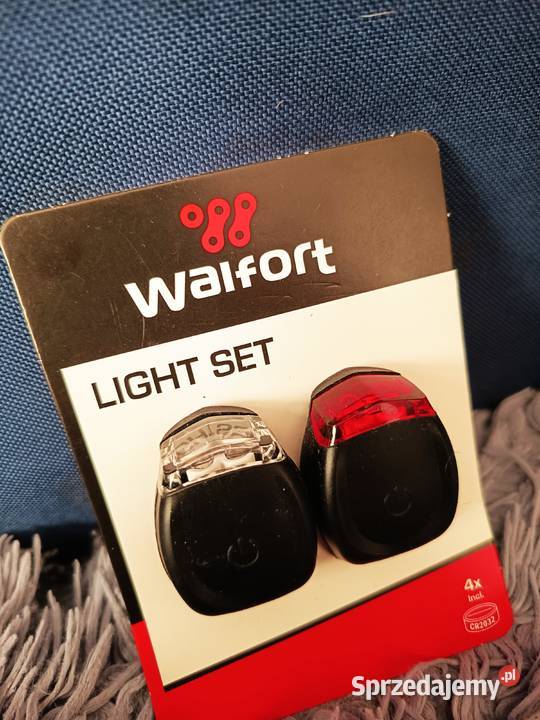 Walfort
LIGHT SET
4x
Incl.
CR2032
Sprzedajemy.pl